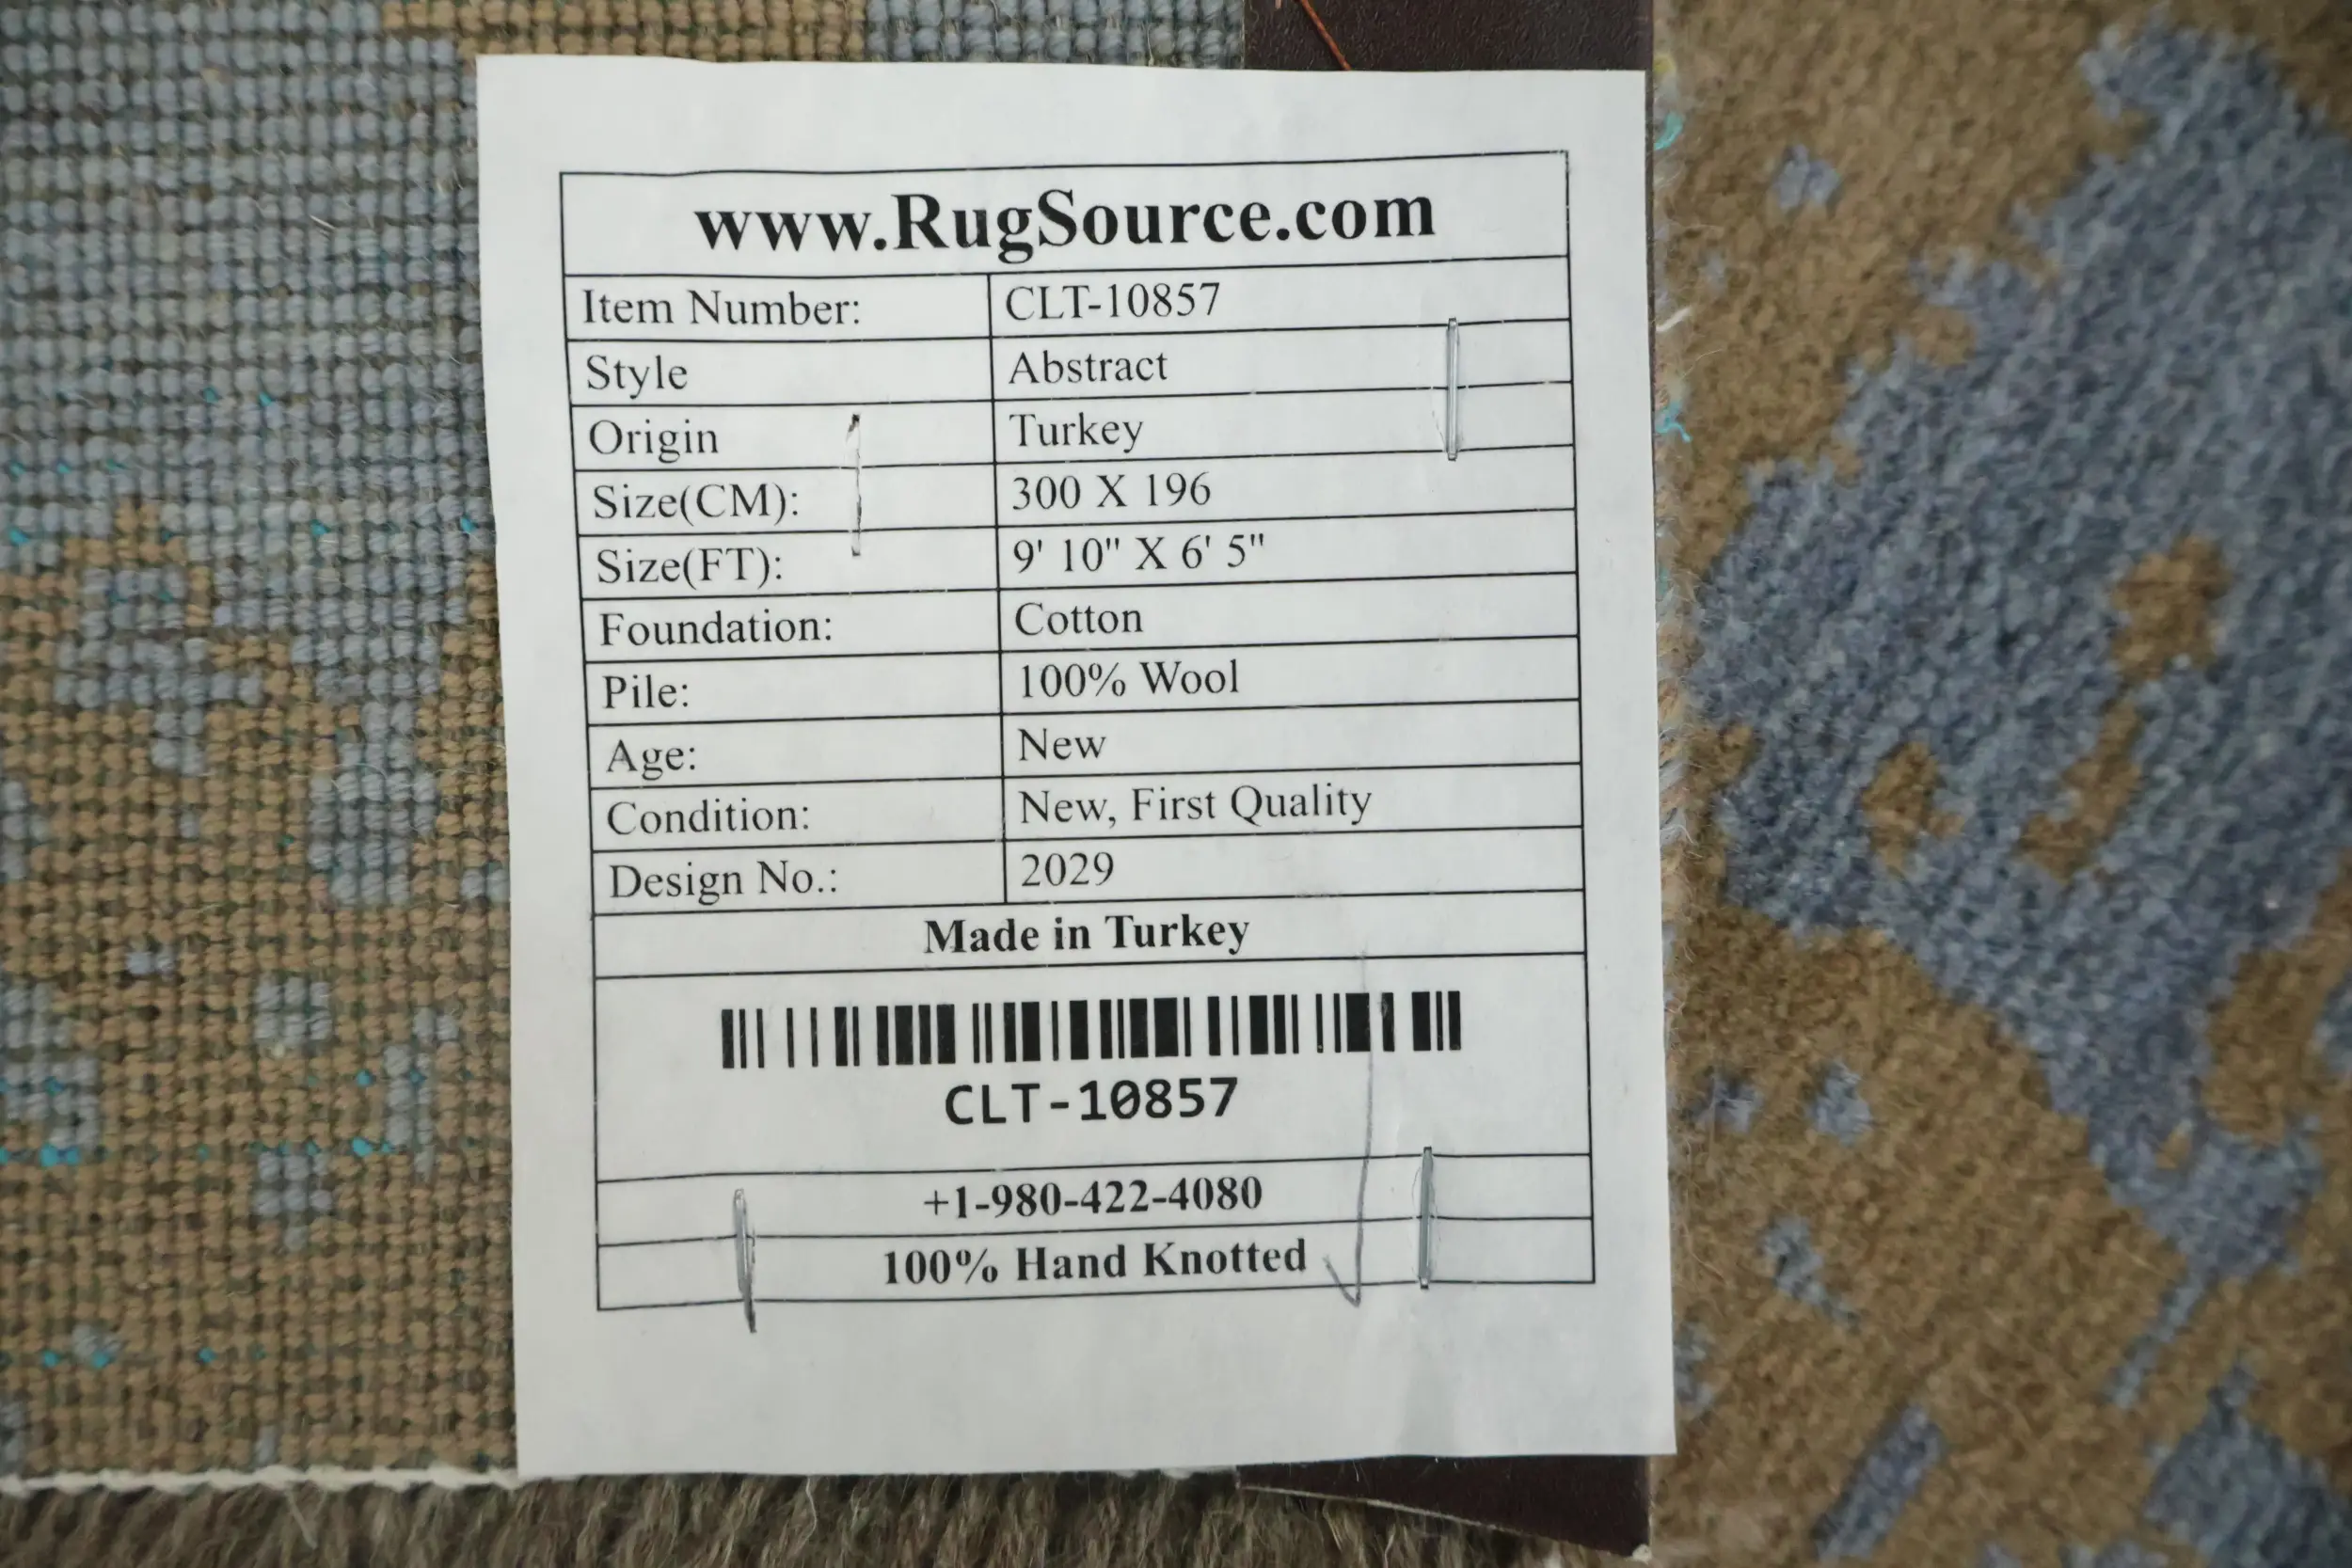 www.RugSource.com
Item Number: CLT-10857
Style Abstract
Origin Turkey
Size(CM): 300 X 196
Size(FT): 9' 10" X 6' 5"
Foundation: Cotton
Pile: 100% Wool
Age: New
Condition: New, First Quality
Design No.: 2029
Made in Turkey
CLT-10857
+1-980-422-4080
100% Hand Knotted